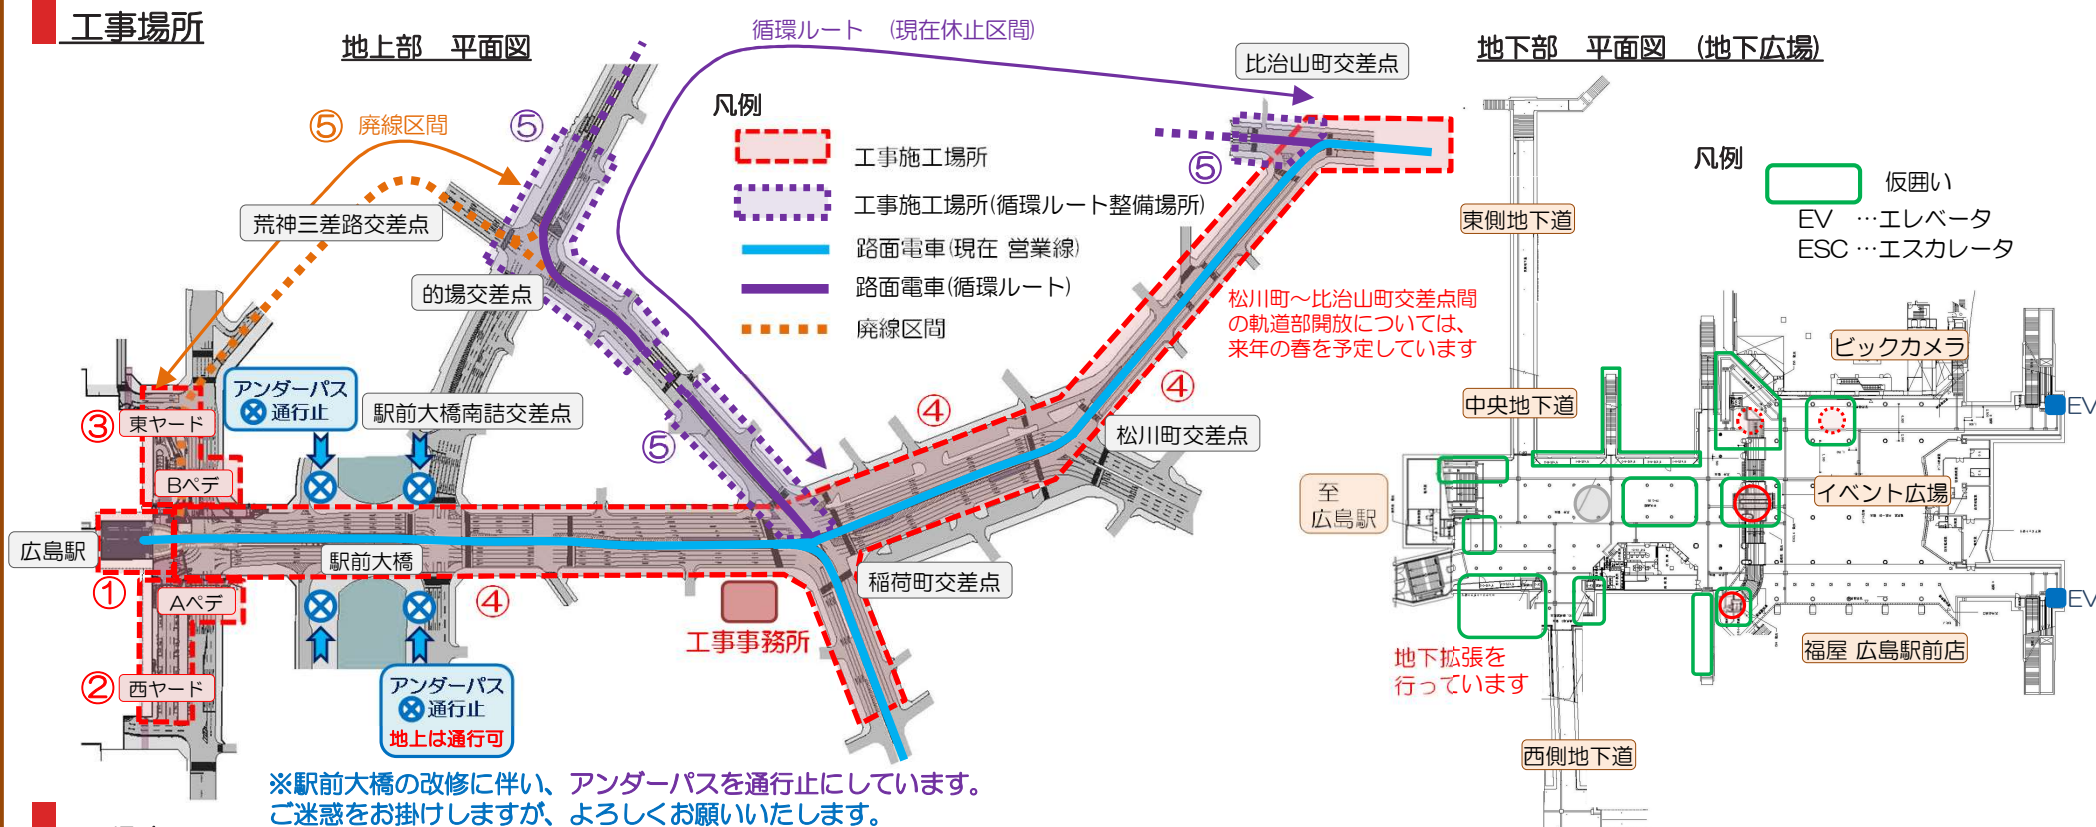 工事場所
地上部　平面図
循環ルート　(現在休止区間)
比治山町交差点
地下部　平面図　(地下広場)
⑤ 廃線区間
⑤
凡例
工事施工場所
工事施工場所(循環ルート整備場所)
路面電車(現在 営業線)
路面電車(循環ルート)
廃線区間
⑤
荒神三差路交差点
的場交差点
アンダーパス
通行止
駅前大橋南詰交差点
③ 東ヤード
Bペデ
広島駅
駅前大橋
①
Aペデ
② 西ヤード
④
⑤
④
④
松川町交差点
稲荷町交差点
松川町～比治山町交差点間
の軌道部開放については、
来年の春を予定しています
工事事務所
アンダーパス
通行止
地上は通行可
※駅前大橋の改修に伴い、アンダーパスを通行止にしています。
ご迷惑をお掛けしますが、よろしくお願いいたします。
凡例
仮囲い
EV …エレベータ
ESC …エスカレータ
東側地下道
中央地下道
ビックカメラ
EV
イベント広場
至
広島駅
EV
福屋 広島駅前店
地下拡張を
行っています
西側地下道